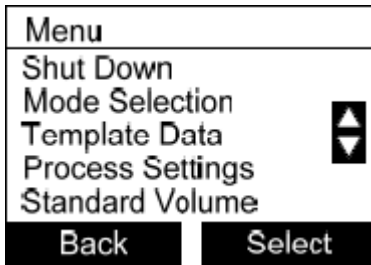 Menu
Shut Down
Mode Selection
Template Data
Process Settings
Standard Volume
Back Select